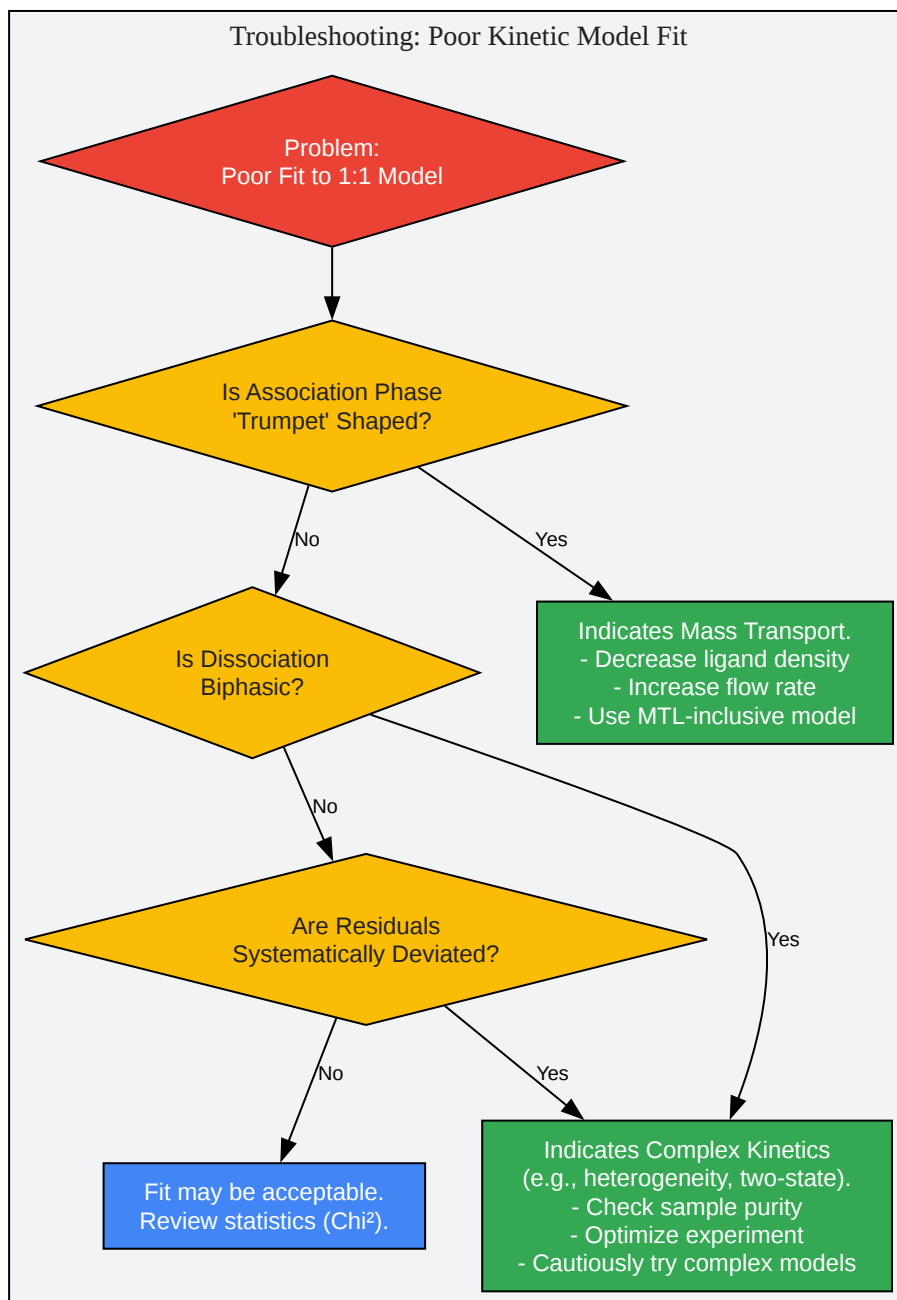 Troubleshooting: Poor Kinetic Model Fit
Problem:
Poor Fit to 1:1 Model
Is Association Phase
'Trumpet' Shaped?
No
Yes
Is Dissociation
Biphasic?
Indicates Mass Transport.
- Decrease ligand density
- Increase flow rate
- Use MTL-inclusive model
No
Yes
Are Residuals
Systematically Deviated?
No
Yes
Fit may be acceptable.
Review statistics (Chi²).
Indicates Complex Kinetics
(e.g., heterogeneity, two-state).
- Check sample purity
- Optimize experiment
- Cautiously try complex models